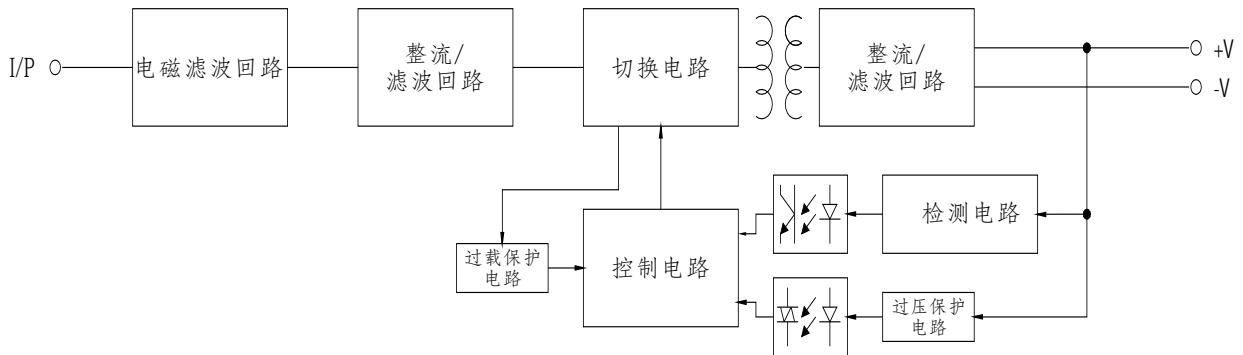 I/P
电磁滤波回路
整流/
滤波回路
切换电路
整流/
滤波回路
+V
-V
过载保护
电路
控制电路
检测电路
过压保护
电路